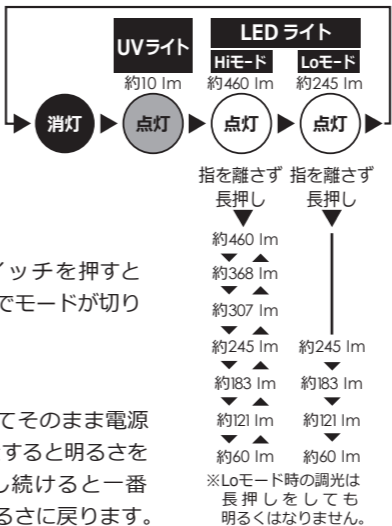 UVライト
LED ライト
Hiモード
Loモード
約10 lm
約460 lm
約245 lm
消灯
点灯
点灯
点灯
指を離さず
長押し
指を離さず
長押し
約460 lm
約368 lm
約307 lm
約245 lm
約183 lm
約121 lm
約60 lm
約245 lm
約183 lm
約121 lm
約60 lm
※Loモード時の調光は
長押しをしても
明るくはなりません。
イッチを押すと
でモードが切り
てそのまま電源
すると明るさを
し続けると一番
るさに戻ります。